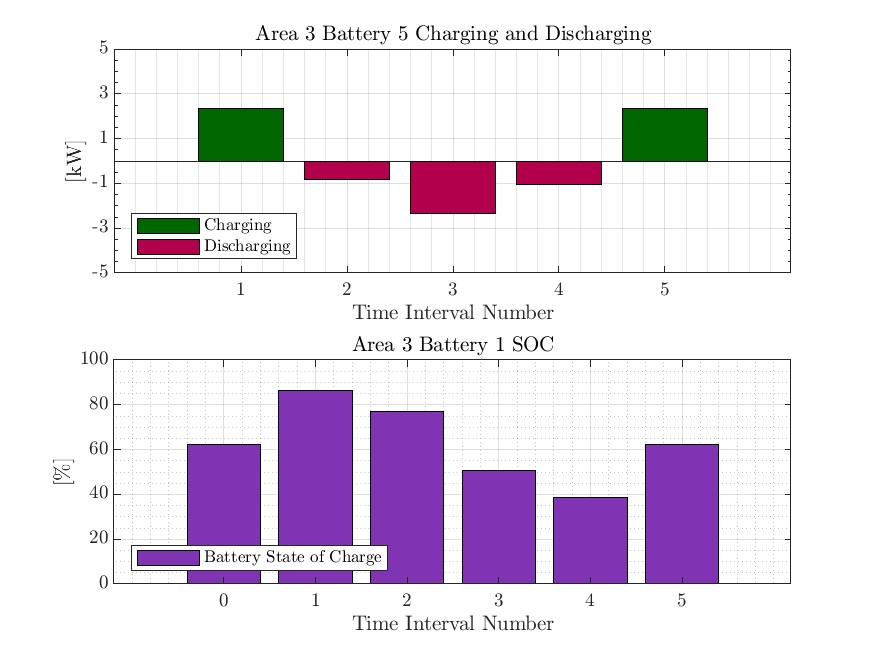 Area 3 Battery 5 Charging and Discharging
5
3
1
-1
-3
-5
[kW]
Charging
Discharging
1 2 3 4 5
Time Interval Number
Area 3 Battery 1 SOC
100
80
60
40
20
0
[%]
Battery State of Charge
0 1 2 3 4 5
Time Interval Number